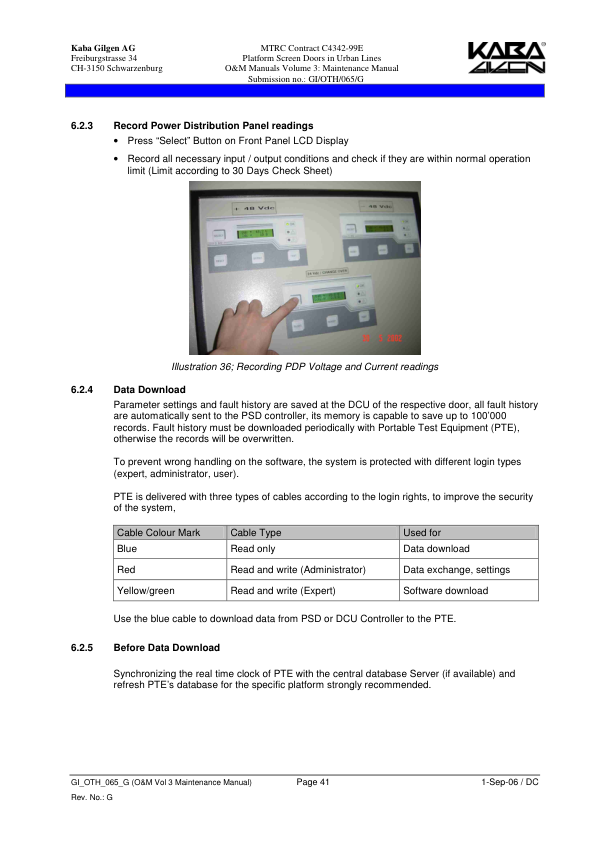 Kaba Gilgen AG
Freiburgstrasse 34
CH-3150 Schwarzenburg
MTRC Contract C4342-99E
Platform Screen Doors in Urban Lines
O&M Manuals Volume 3: Maintenance Manual
Submission no.: GI/OTH/065/G
KABA
GILGEN
6.2.3 Record Power Distribution Panel readings
• Press “Select” Button on Front Panel LCD Display
• Record all necessary input / output conditions and check if they are within normal operation
limit (Limit according to 30 Days Check Sheet)
+ 48 Vdc
- 48 Vdc
2002
Illustration 36; Recording PDP Voltage and Current readings
6.2.4 Data Download
Parameter settings and fault history are saved at the DCU of the respective door, all fault history
are automatically sent to the PSD controller, its memory is capable to save up to 100'000
records. Fault history must be downloaded periodically with Portable Test Equipment (PTE),
otherwise the records will be overwritten.
To prevent wrong handling on the software, the system is protected with different login types
(expert, administrator, user).
PTE is delivered with three types of cables according to the login rights, to improve the security
of the system,
Cable Colour Mark Cable Type Used for
Blue Read only Data download
Red Read and write (Administrator) Data exchange, settings
Yellow/green Read and write (Expert) Software download
Use the blue cable to download data from PSD or DCU Controller to the PTE.
6.2.5 Before Data Download
Synchronizing the real time clock of PTE with the central database Server (if available) and
refresh PTE's database for the specific platform strongly recommended.
GI_OTH_065_G (O&M Vol 3 Maintenance Manual) Page 41 1-Sep-06 / DC
Rev. No.: G